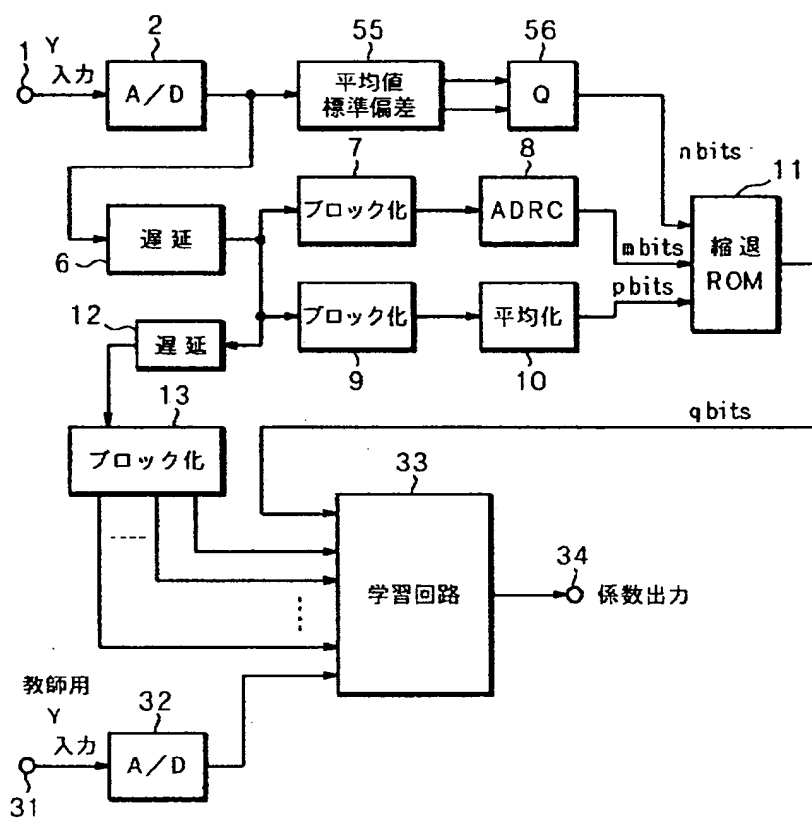 2
55
56
1
Y
入力
A/D
平均値
標準偏差
Q
nbits
7
8
11
遅延
ブロック化
ADRC
mbits
縮退
ROM
6
pbits
12
遅延
ブロック化
平均化
9
10
13
qbits
ブロック化
33
学習回路
34
係数出力
教師用
Y
入力
32
A/D
31